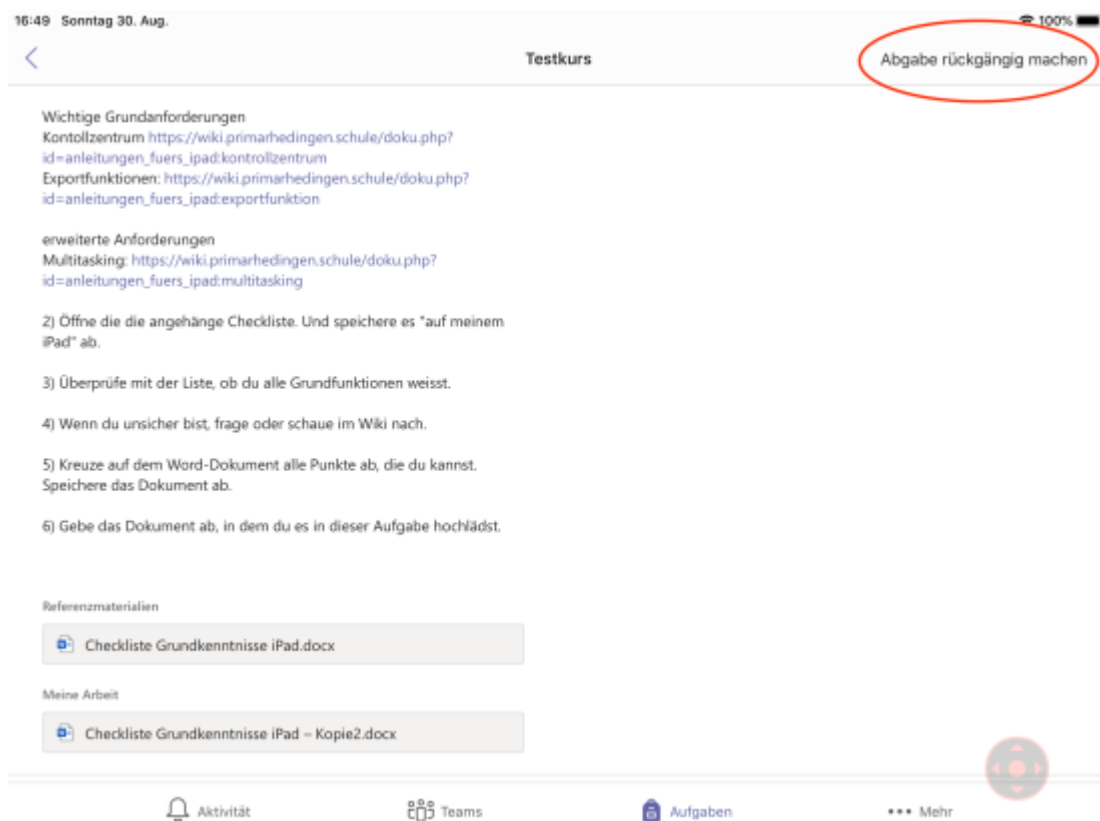 16:49 Sonntag 30. Aug.
100%
Testkurs
Abgabe rückgängig machen
Wichtige Grundanforderungen
Kontollzentrum https://wiki.primarhedingen.schule/doku.php?
id=anleitungen_fuers_ipad:kontrollzentrum
Exportfunktionen: https://wiki.primarhedingen.schule/doku.php?
id=anleitungen_fuers_ipad:exportfunktion
erweiterte Anforderungen
Multitasking: https://wiki.primarhedingen.schule/doku.php?
id=anleitungen_fuers_ipad:multitasking
2) Öffne die die angehänge Checkliste. Und speichere es "auf meinem
iPad" ab.
3) Überprüfe mit der Liste, ob du alle Grundfunktionen weisst.
4) Wenn du unsicher bist, frage oder schaue im Wiki nach.
5) Kreuze auf dem Word-Dokument alle Punkte ab, die du kannst.
Speichere das Dokument ab.
6) Gebe das Dokument ab, in dem du es in dieser Aufgabe hochlädst.
Referenzmaterialien
Checkliste Grundkenntnisse iPad.docx
Meine Arbeit
Checkliste Grundkenntnisse iPad – Kopie2.docx
Aktivität
Teams
Aufgaben
Mehr